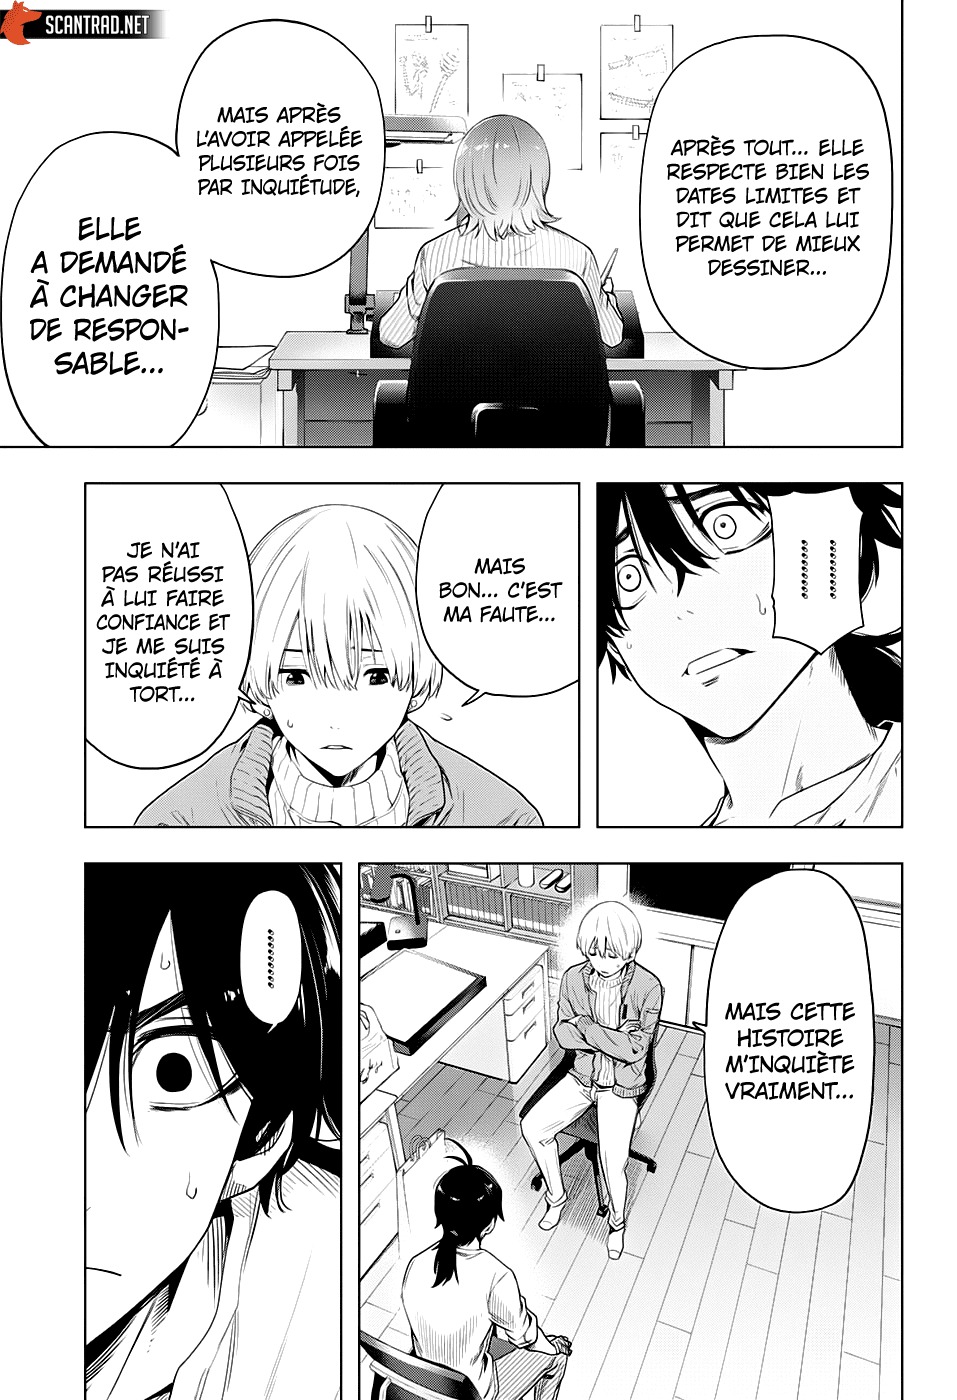 SCANTRAD.NET
APRÈS TOUT... ELLE
RESPECTE BIEN LES
DATES LIMITES ET
DIT QUE CELA LUI
PERMET DE MIEUX
DESSINER...
MAIS APRÈS
L'AVOIR APPELÉE
PLUSIEURS FOIS
PAR INQUIÉTUDE,
ELLE
A DEMANDÉ
À CHANGER
DE RESPON-
SABLE...
MAIS
BON... C'EST
MA FAUTE...
JE N'AI
PAS RÉUSSI
À LUI FAIRE
CONFIANCE ET
JE ME SUIS
INQUIÉTÉ À
TORT...
MAIS CETTE
HISTOIRE
M'INQUIÈTE
VRAIMENT...